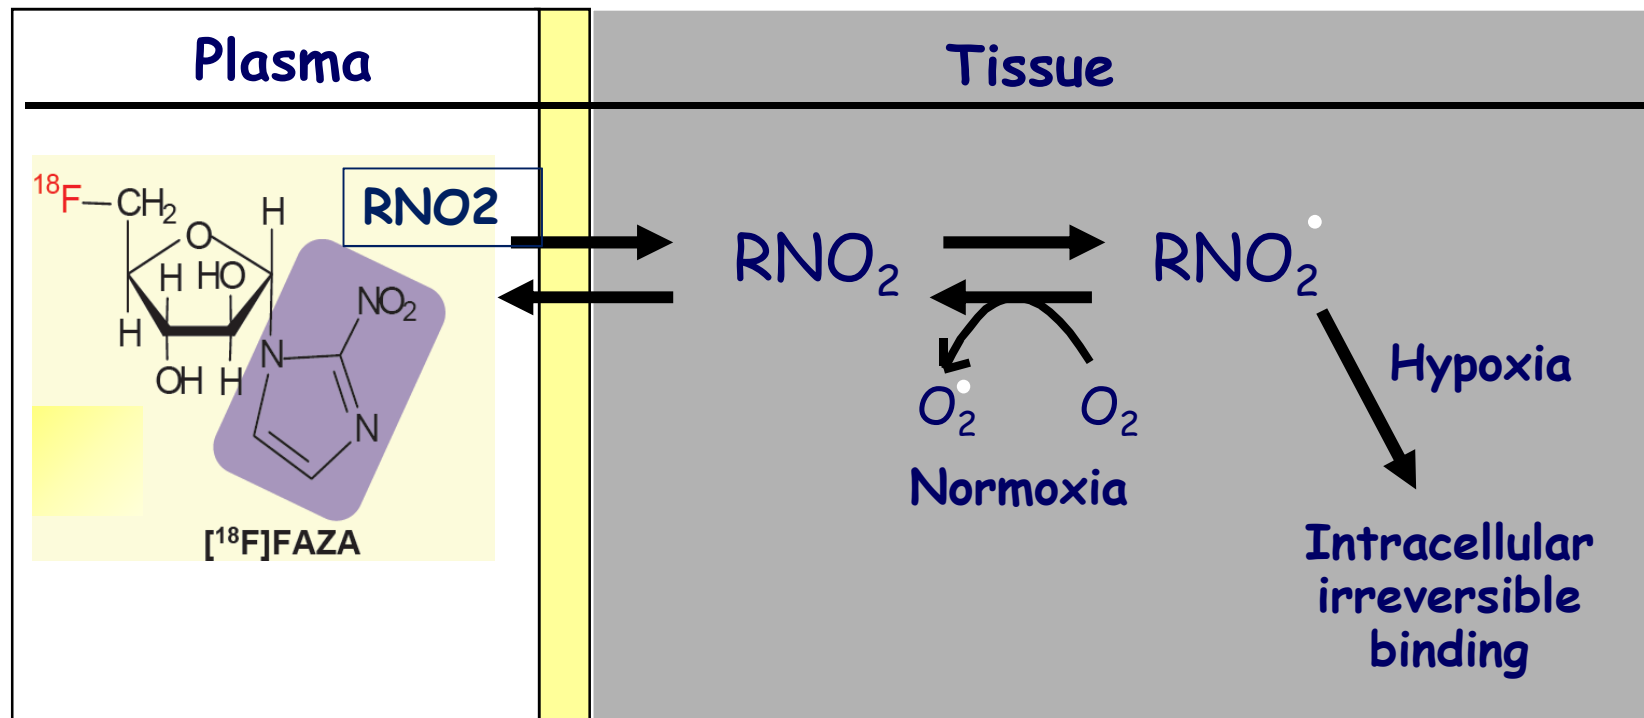 Plasma
Tissue
¹⁸F
CH₂
O
H
H
HO
H
OH
H
N
NO₂
N
[¹⁸F]FAZA
RNO2
RNO₂
RNO₂•
O₂•
O₂
Normoxia
Hypoxia
Intracellular
irreversible
binding